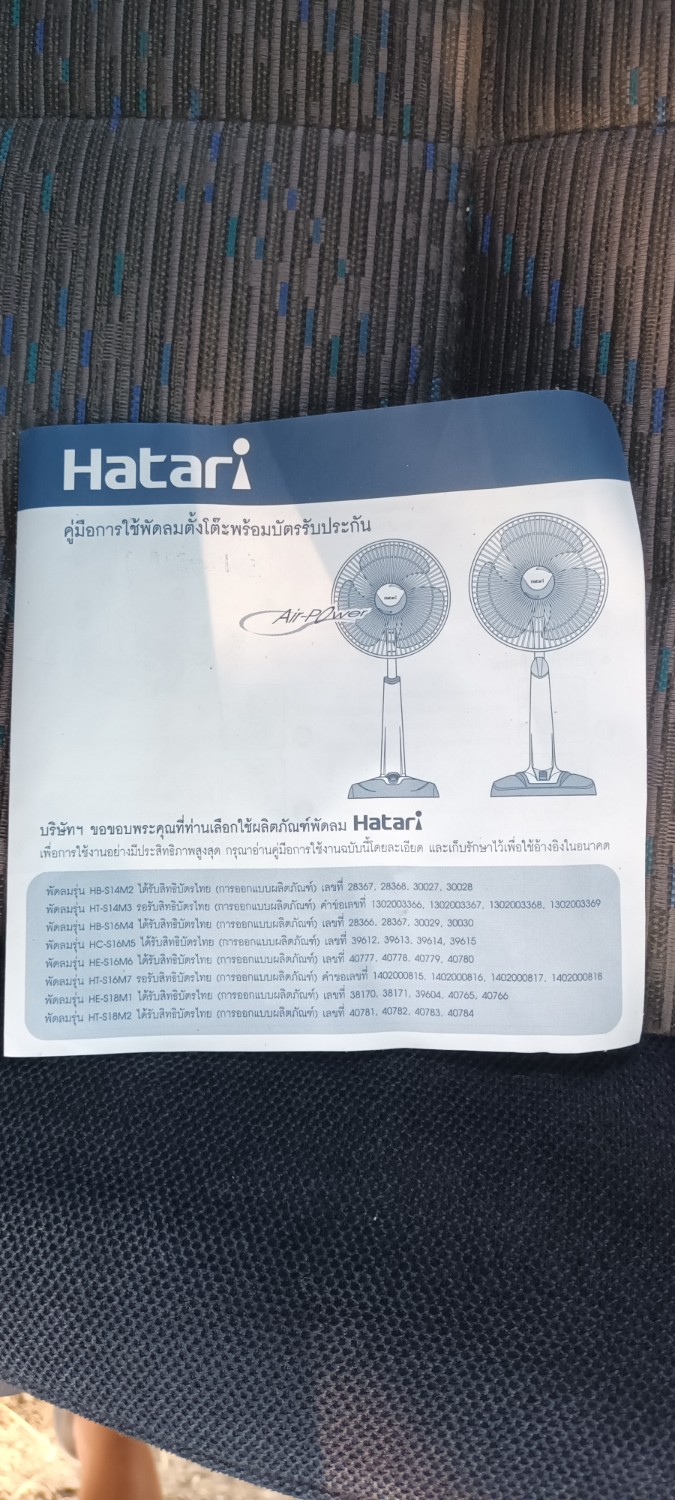 Hatari
คู่มือการใช้พัดลมตั้งโต๊ะพร้อมบัตรรับประกัน
Air-Power
Hatari
Hatari
บริษัทฯ ขอขอบพระคุณที่ท่านเลือกใช้ผลิตภัณฑ์พัดลม Hatari
เพื่อการใช้งานอย่างมีประสิทธิภาพสูงสุด กรุณาอ่านคู่มือการใช้งานฉบับนี้โดยละเอียด และเก็บรักษาไว้เพื่อใช้อ้างอิงในอนาคต
พัดลมรุ่น HB-S14M2 ได้รับสิทธิบัตรไทย (การออกแบบผลิตภัณฑ์) เลขที่ 28367, 28368, 30027, 30028
พัดลมรุ่น HT-S14M3 รอรับสิทธิบัตรไทย (การออกแบบผลิตภัณฑ์) คำขอเลขที่ 1302003366, 1302003367, 1302003368, 1302003369
พัดลมรุ่น HB-S16M4 ได้รับสิทธิบัตรไทย (การออกแบบผลิตภัณฑ์) เลขที่ 28366, 28367, 30029, 30030
พัดลมรุ่น HC-S16M5 ได้รับสิทธิบัตรไทย (การออกแบบผลิตภัณฑ์) เลขที่ 39612, 39613, 39614, 39615
พัดลมรุ่น HE-S16M6 ได้รับสิทธิบัตรไทย (การออกแบบผลิตภัณฑ์) เลขที่ 40777, 40778, 40779, 40780
พัดลมรุ่น HT-S16M7 รอรับสิทธิบัตรไทย (การออกแบบผลิตภัณฑ์) คำขอเลขที่ 1402000815, 1402000816, 1402000817, 1402000818
พัดลมรุ่น HE-S18M1 ได้รับสิทธิบัตรไทย (การออกแบบผลิตภัณฑ์) เลขที่ 38170, 38171, 39604, 40765, 40766
พัดลมรุ่น HT-S18M2 ได้รับสิทธิบัตรไทย (การออกแบบผลิตภัณฑ์) เลขที่ 40781, 40782, 40783, 40784